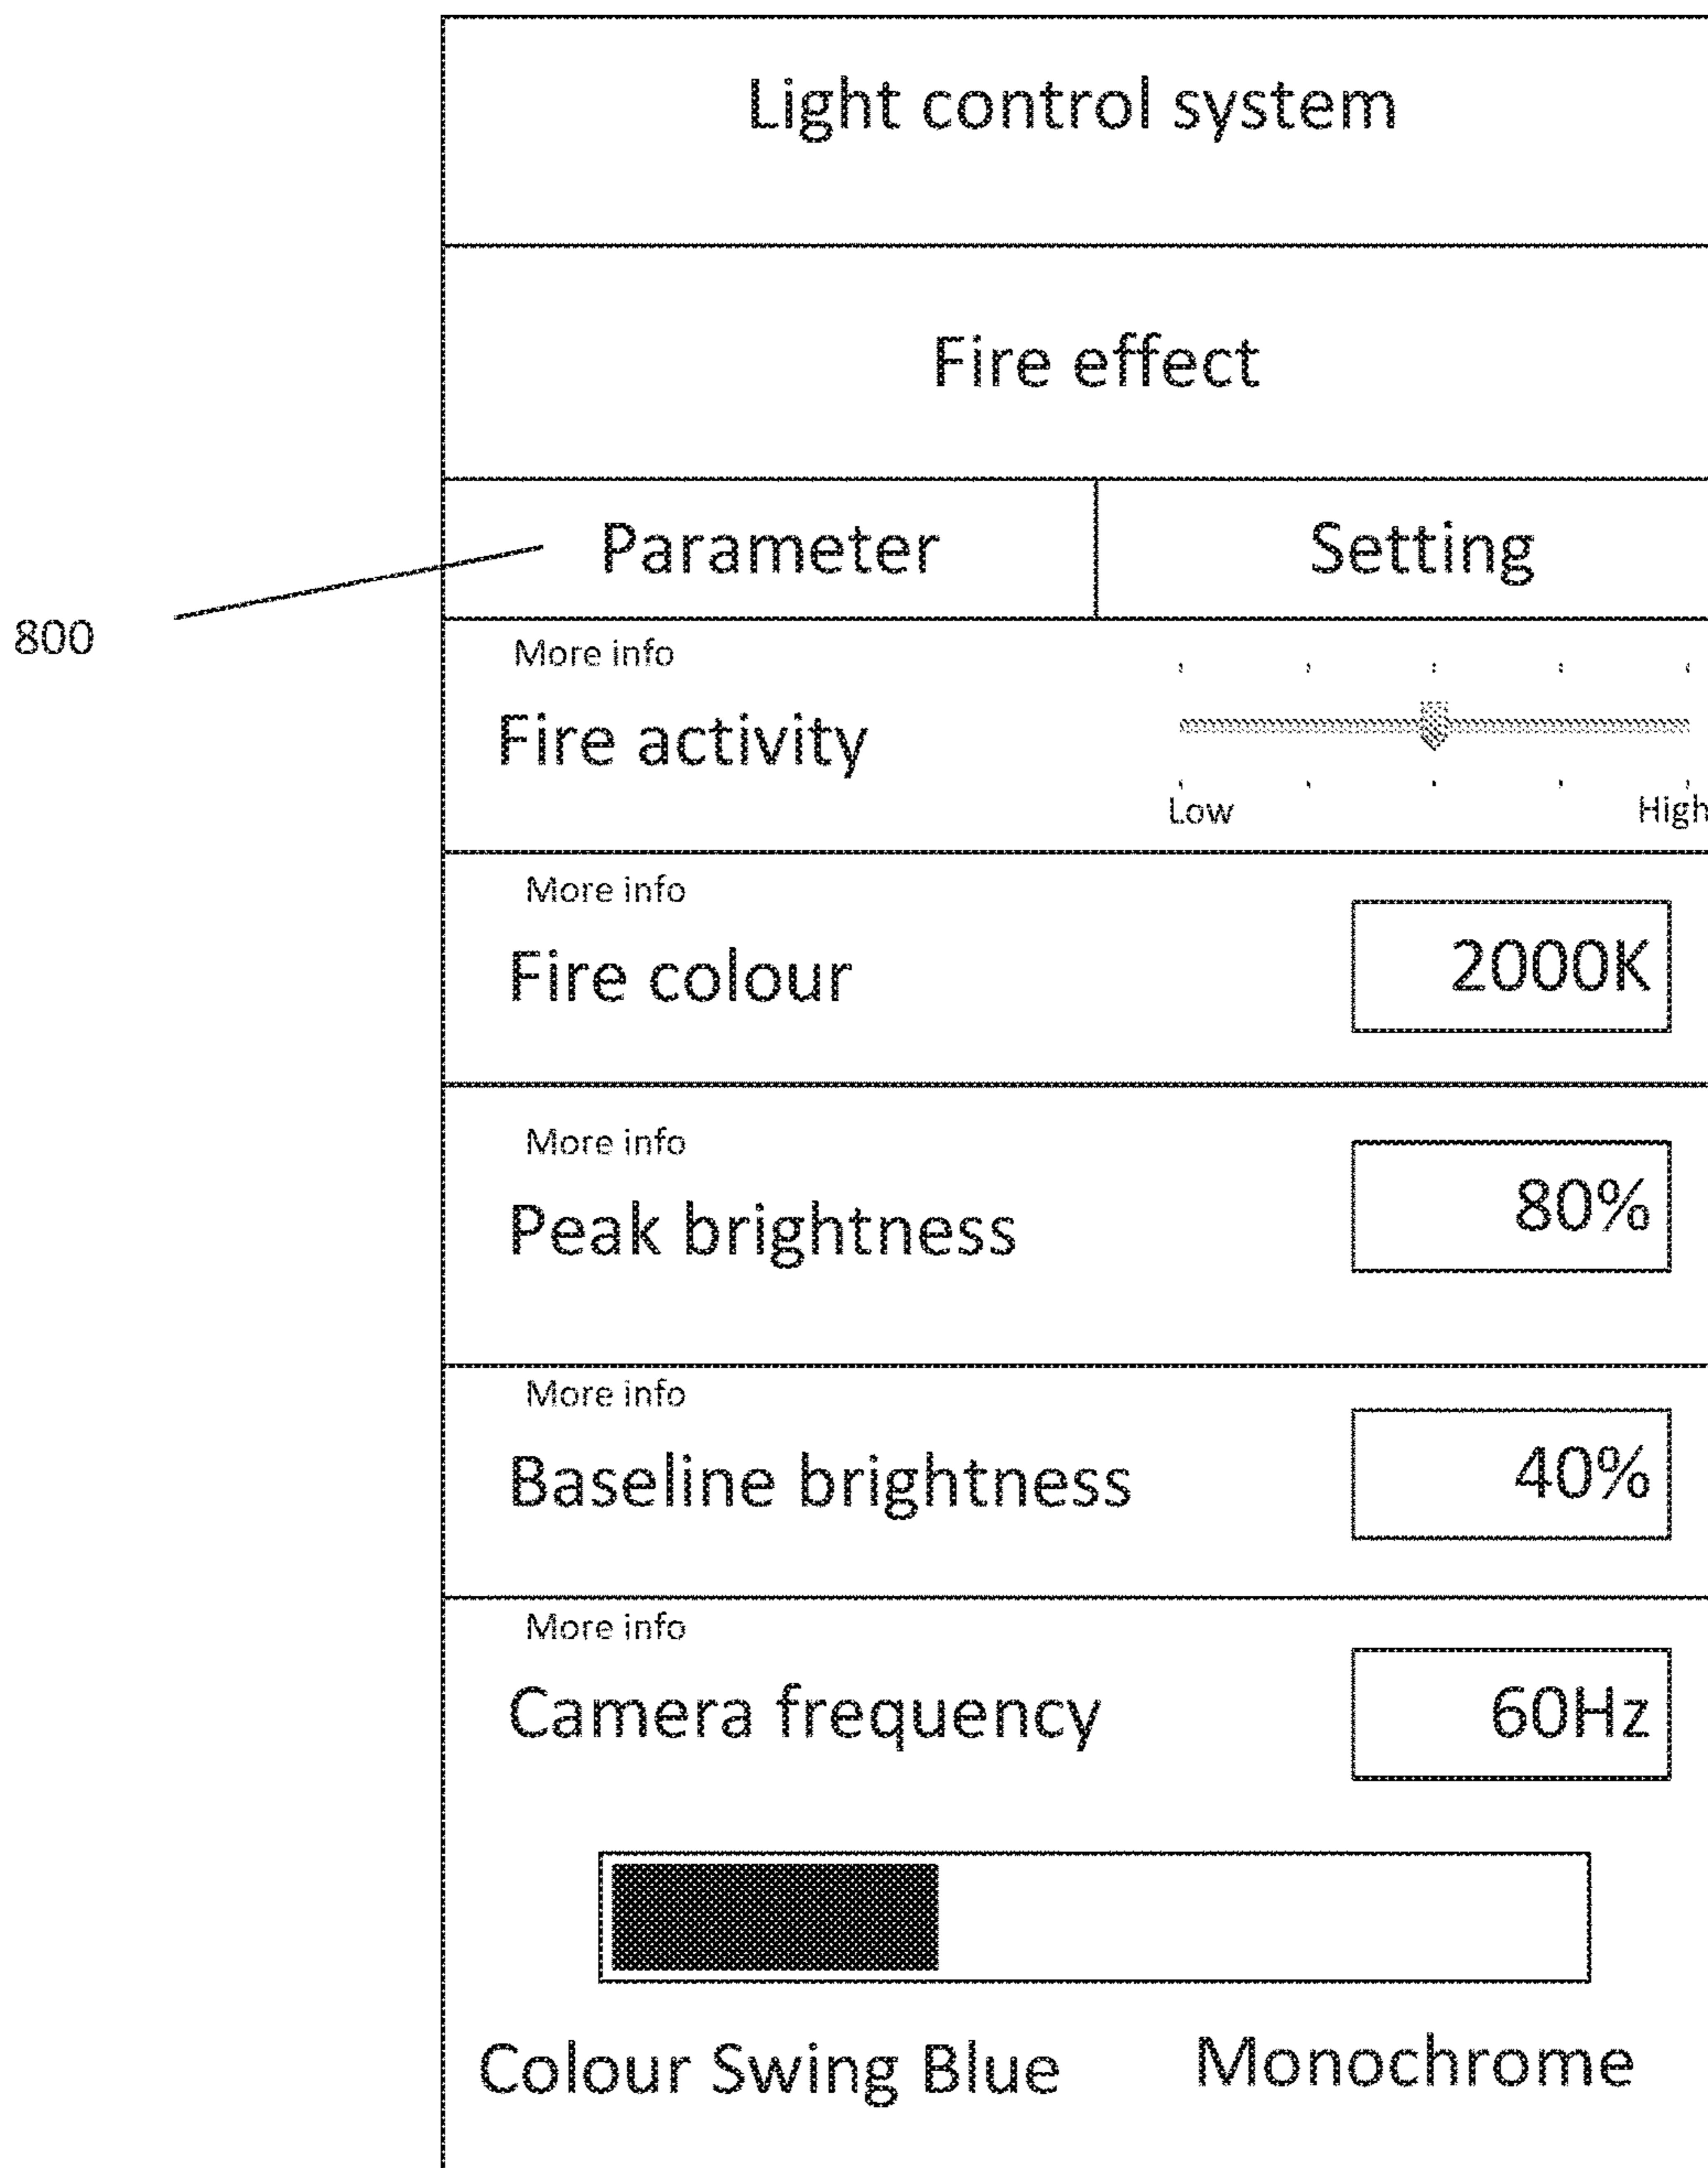 Light control system
Fire effect
Parameter Setting
800
More info
Fire activity
Low High
More info
Fire colour
2000K
More info
Peak brightness
80%
More info
Baseline brightness
40%
More info
Camera frequency
60Hz
Colour Swing Blue Monochrome